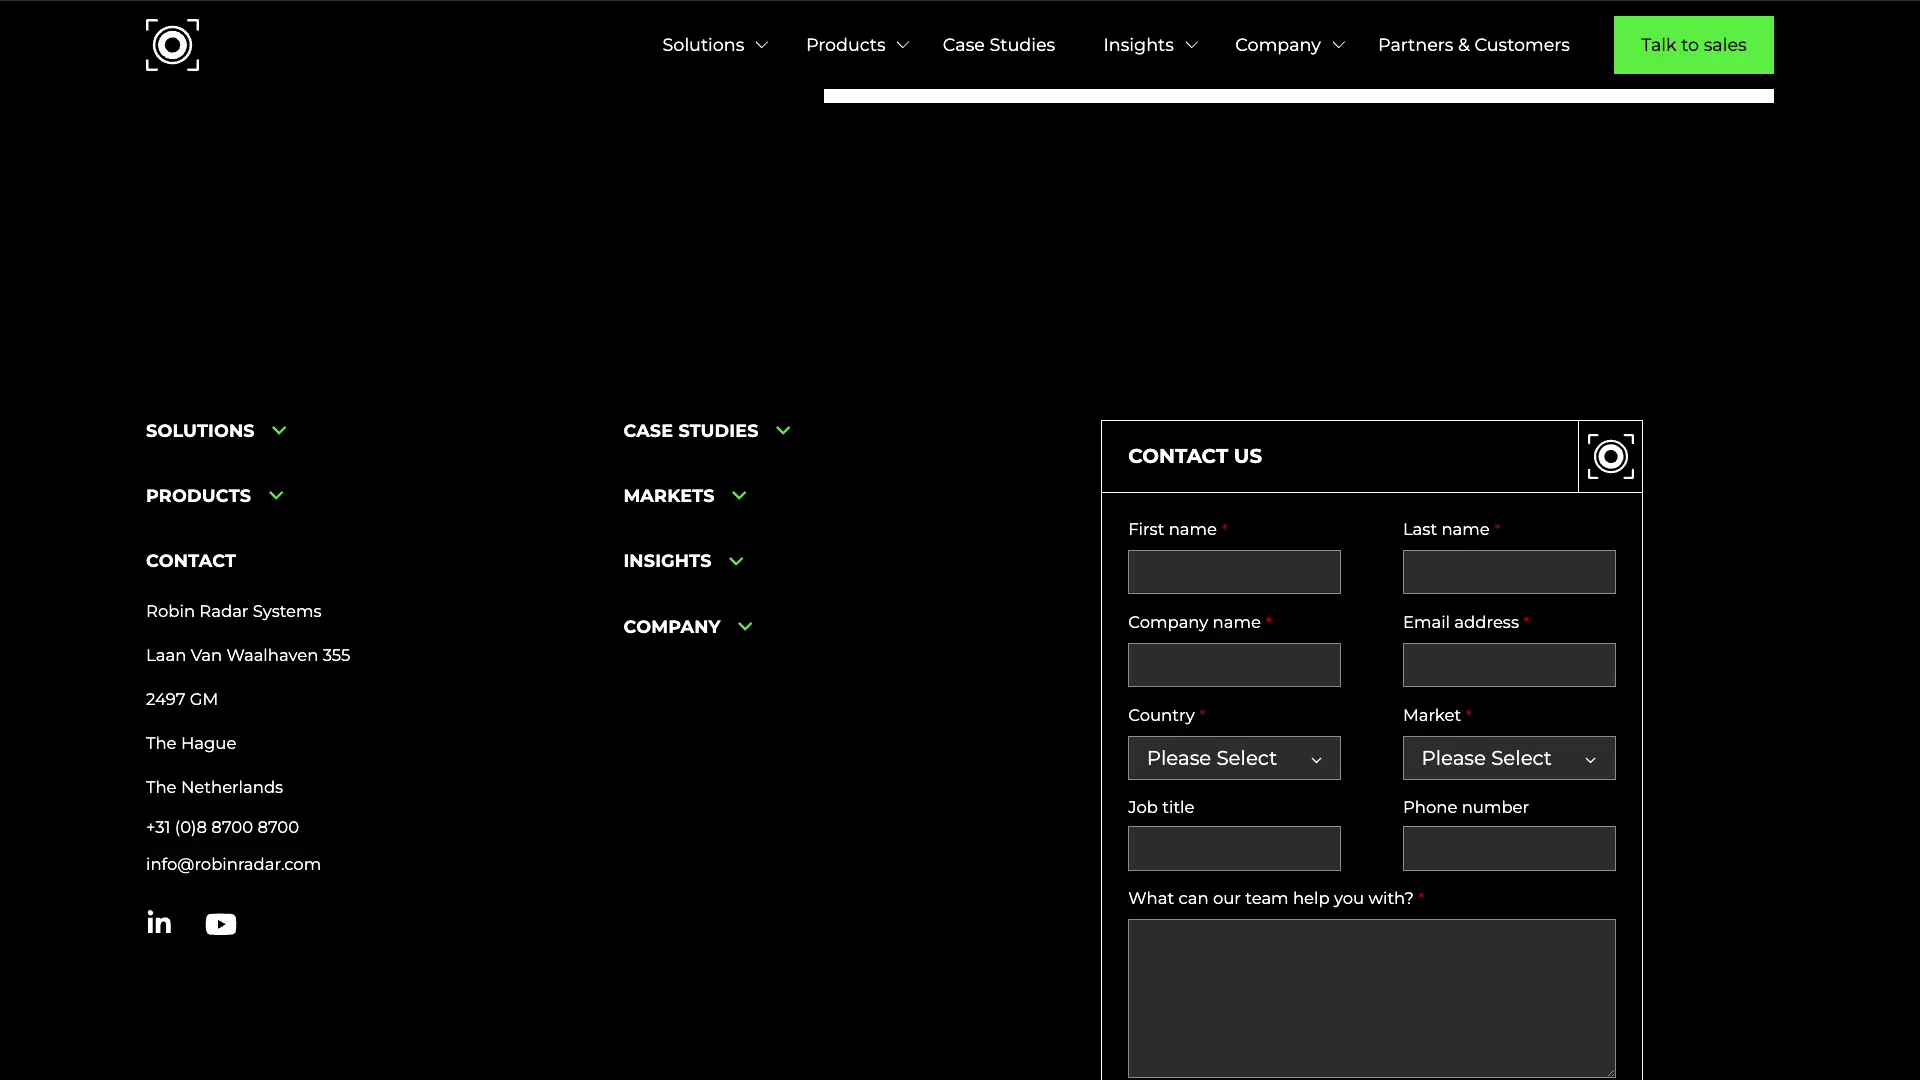 Solutions
Products
Case Studies
Insights
Company
Partners & Customers
Talk to sales
SOLUTIONS
PRODUCTS
CONTACT
Robin Radar Systems
Laan Van Waalhaven 355
2497 GM
The Hague
The Netherlands
+31 (0)8 8700 8700
info@robinradar.com
CASE STUDIES
MARKETS
INSIGHTS
COMPANY
CONTACT US
First name *
Last name *
Company name *
Email address *
Country *
Market *
Please Select
Please Select
Job title
Phone number
What can our team help you with? *